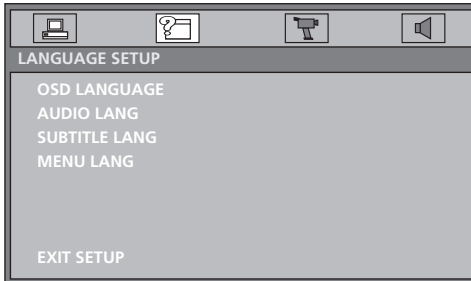 LANGUAGE SETUP
OSD LANGUAGE
AUDIO LANG
SUBTITLE LANG
MENU LANG
EXIT SETUP